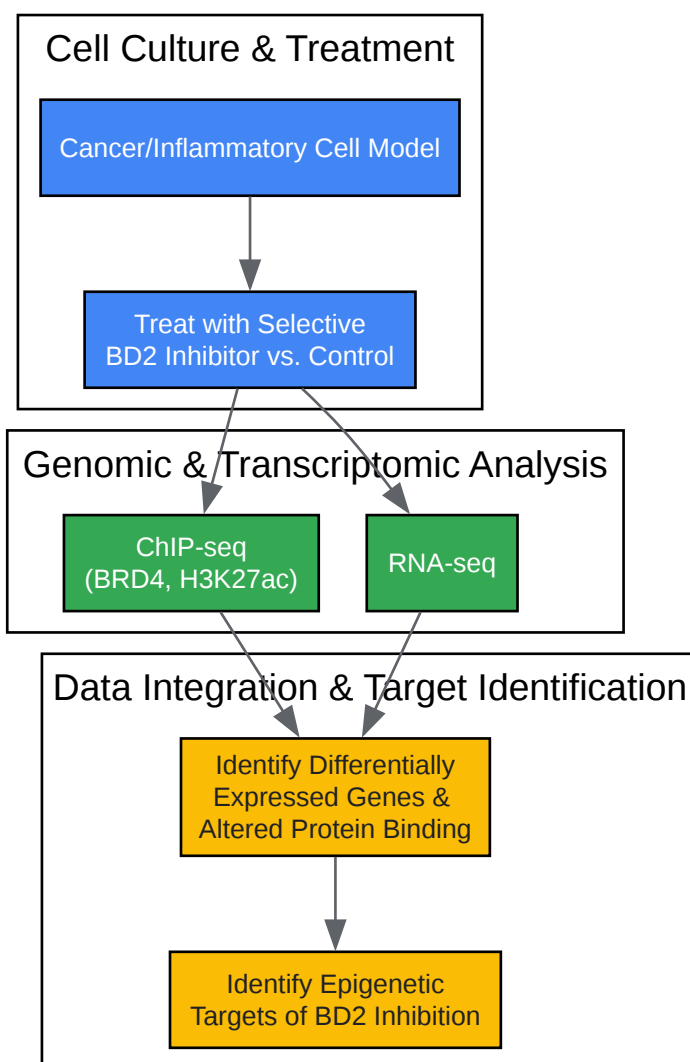 Cell Culture & Treatment
Cancer/Inflammatory Cell Model
Treat with Selective
BD2 Inhibitor vs. Control
Genomic & Transcriptomic Analysis
ChIP-seq
(BRD4, H3K27ac)
RNA-seq
Data Integration & Target Identification
Identify Differentially
Expressed Genes &
Altered Protein Binding
Identify Epigenetic
Targets of BD2 Inhibition